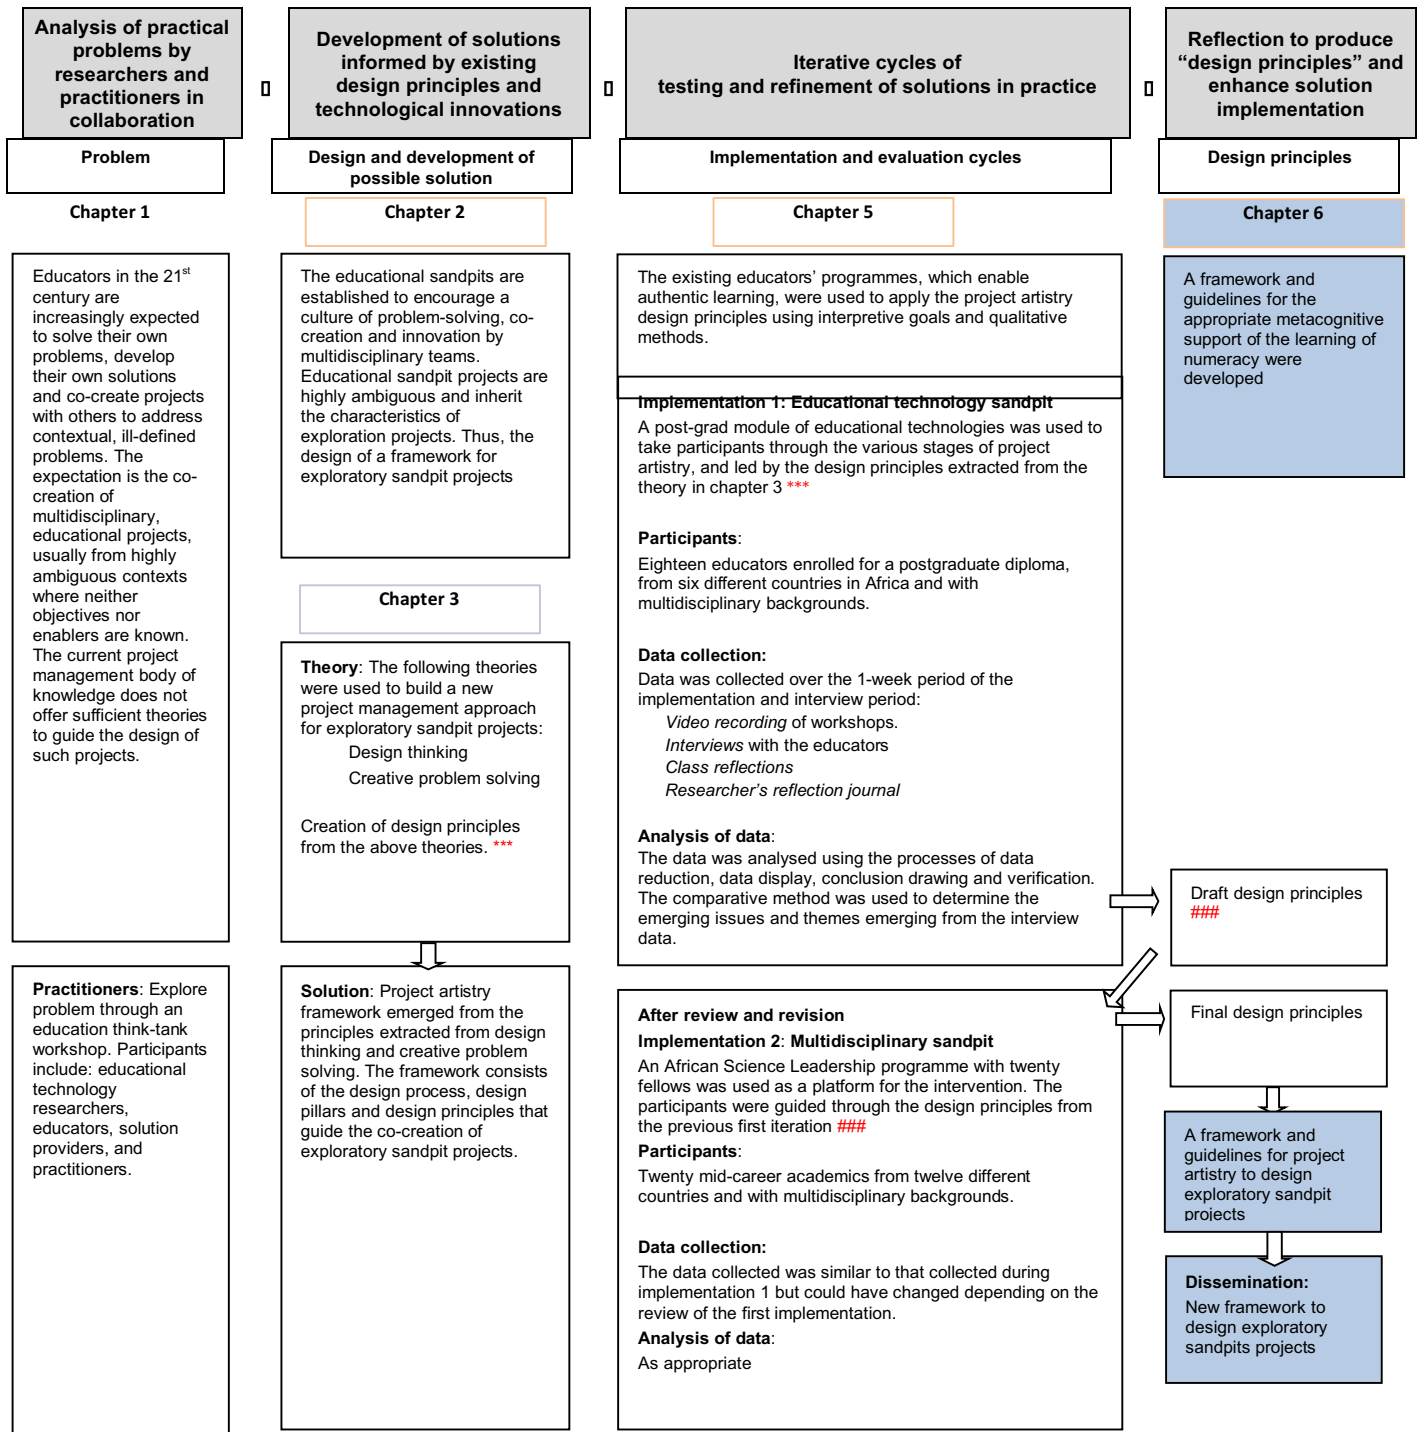 Analysis of practical
problems by
researchers and
practitioners in
collaboration
Problem
Chapter 1
Educators in the 21st
century are
increasingly expected
to solve their own
problems, develop
their own solutions
and co-create projects
with others to address
contextual, ill-defined
problems. The
expectation is the co-
creation of
multidisciplinary,
educational projects,
usually from highly
ambiguous contexts
where neither
objectives nor
enablers are known.
The current project
management body of
knowledge does not
offer sufficient theories
to guide the design of
such projects.
Practitioners: Explore
problem through an
education think-tank
workshop. Participants
include: educational
technology
researchers,
educators, solution
providers, and
practitioners.
Development of solutions
informed by existing
design principles and
technological innovations
Design and development of
possible solution
Chapter 2
The educational sandpits are
established to encourage a
culture of problem-solving, co-
creation and innovation by
multidisciplinary teams.
Educational sandpit projects are
highly ambiguous and inherit
the characteristics of
exploration projects. Thus, the
design of a framework for
exploratory sandpit projects
Chapter 3
Theory: The following theories
were used to build a new
project management approach
for exploratory sandpit projects:
Design thinking
Creative problem solving
Creation of design principles
from the above theories. ***
Solution: Project artistry
framework emerged from the
principles extracted from design
thinking and creative problem
solving. The framework consists
of the design process, design
pillars and design principles that
guide the co-creation of
exploratory sandpit projects.
Iterative cycles of
testing and refinement of solutions in practice
Implementation and evaluation cycles
Chapter 5
The existing educators’ programmes, which enable
authentic learning, were used to apply the project artistry
design principles using interpretive goals and qualitative
methods.
Implementation 1: Educational technology sandpit
A post-grad module of educational technologies was used to
take participants through the various stages of project
artistry, and led by the design principles extracted from the
theory in chapter 3 ***
Participants:
Eighteen educators enrolled for a postgraduate diploma,
from six different countries in Africa and with
multidisciplinary backgrounds.
Data collection:
Data was collected over the 1-week period of the
implementation and interview period:
Video recording of workshops.
Interviews with the educators
Class reflections
Researcher’s reflection journal
Analysis of data:
The data was analysed using the processes of data
reduction, data display, conclusion drawing and verification.
The comparative method was used to determine the
emerging issues and themes emerging from the interview
data.
After review and revision
Implementation 2: Multidisciplinary sandpit
An African Science Leadership programme with twenty
fellows was used as a platform for the intervention. The
participants were guided through the design principles from
the previous first iteration ###
Participants:
Twenty mid-career academics from twelve different
countries and with multidisciplinary backgrounds.
Data collection:
The data collected was similar to that collected during
implementation 1 but could have changed depending on the
review of the first implementation.
Analysis of data:
As appropriate
Reflection to produce
“design principles” and
enhance solution
implementation
Design principles
Chapter 6
A framework and
guidelines for the
appropriate metacognitive
support of the learning of
numeracy were
developed
Draft design principles
###
Final design principles
A framework and
guidelines for project
artistry to design
exploratory sandpit
projects
Dissemination:
New framework to
design exploratory
sandpits projects